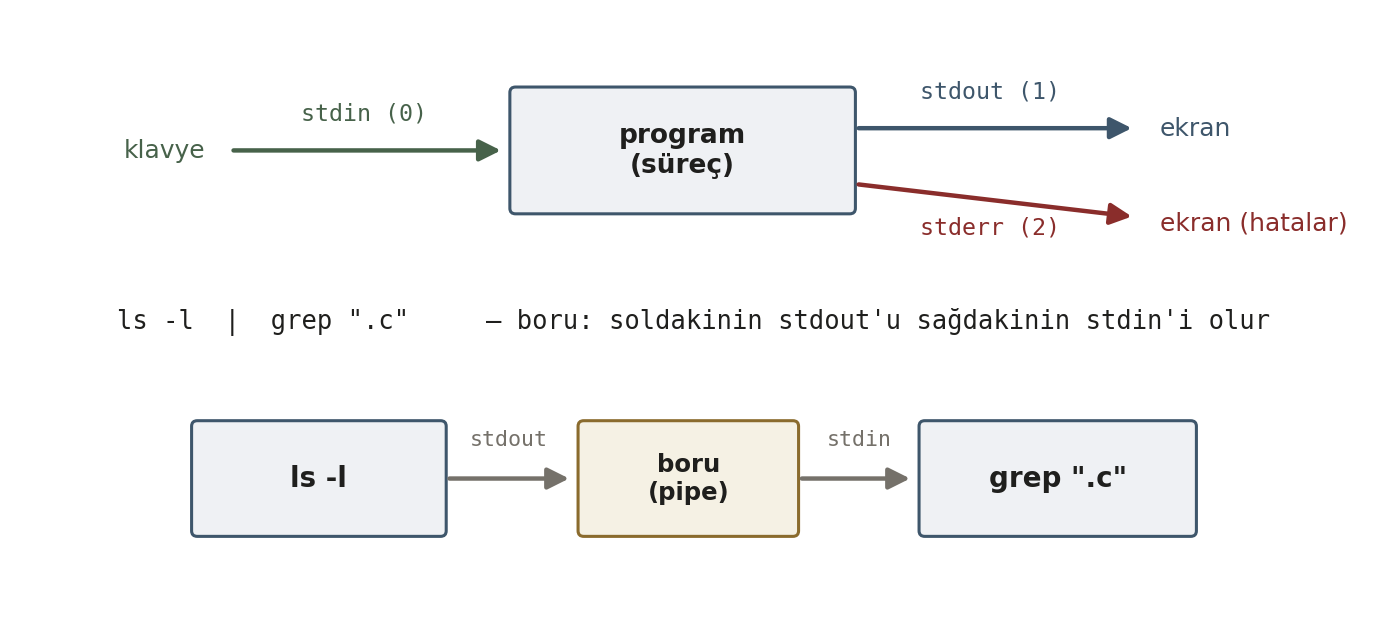 stdin (0)
klavye
program
(süreç)
stdout (1)
ekran
stderr (2)
ekran (hatalar)
ls -l | grep ".c" — boru: soldakinin stdout'u sağdakinin stdin'i olur
ls -l
stdout
boru
(pipe)
stdin
grep ".c"